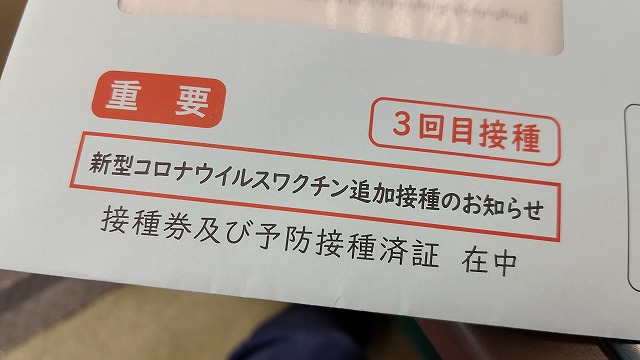 重要
3回目接種
新型コロナウイルスワクチン追加接種のお知らせ
接種券及び予防接種済証 在中